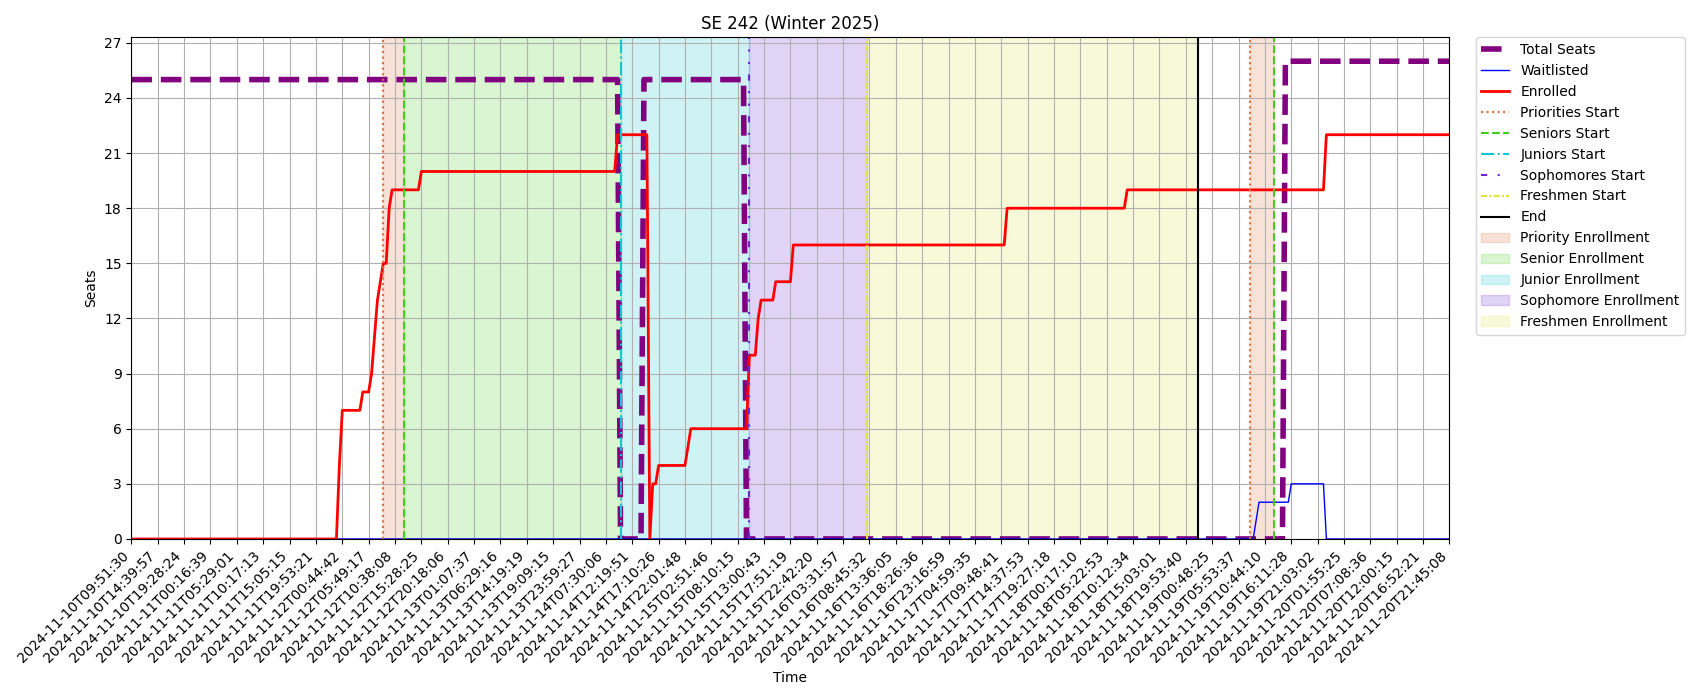 SE 242 (Winter 2025)
27
24
21
18
15
12
9
6
3
0
Seats
2024-11-10T09:51:30
2024-11-10T14:39:57
2024-11-10T19:28:24
2024-11-11T00:16:39
2024-11-11T05:29:01
2024-11-11T10:17:13
2024-11-11T15:05:15
2024-11-11T19:53:21
2024-11-12T00:44:42
2024-11-12T05:49:17
2024-11-12T10:38:08
2024-11-12T15:28:25
2024-11-12T20:18:06
2024-11-13T01:07:37
2024-11-13T06:29:16
2024-11-13T14:19:19
2024-11-13T19:09:15
2024-11-13T23:59:27
2024-11-14T07:30:06
2024-11-14T12:19:51
2024-11-14T17:10:26
2024-11-14T22:01:48
2024-11-15T02:51:46
2024-11-15T08:10:15
2024-11-15T13:00:43
2024-11-15T17:51:19
2024-11-15T22:42:20
2024-11-16T03:31:57
2024-11-16T08:45:32
2024-11-16T13:36:05
2024-11-16T18:26:36
2024-11-16T23:16:59
2024-11-17T04:59:35
2024-11-17T09:48:41
2024-11-17T14:37:53
2024-11-17T19:27:18
2024-11-18T00:17:10
2024-11-18T05:22:53
2024-11-18T10:12:34
2024-11-18T15:03:01
2024-11-18T19:53:40
2024-11-19T00:48:25
2024-11-19T05:53:37
2024-11-19T10:44:10
2024-11-19T16:11:28
2024-11-19T21:03:02
2024-11-20T01:55:25
2024-11-20T07:08:36
2024-11-20T12:00:15
2024-11-20T16:52:21
2024-11-20T21:45:08
Time
Total Seats
Waitlisted
Enrolled
Priorities Start
Seniors Start
Juniors Start
Sophomores Start
Freshmen Start
End
Priority Enrollment
Senior Enrollment
Junior Enrollment
Sophomore Enrollment
Freshmen Enrollment